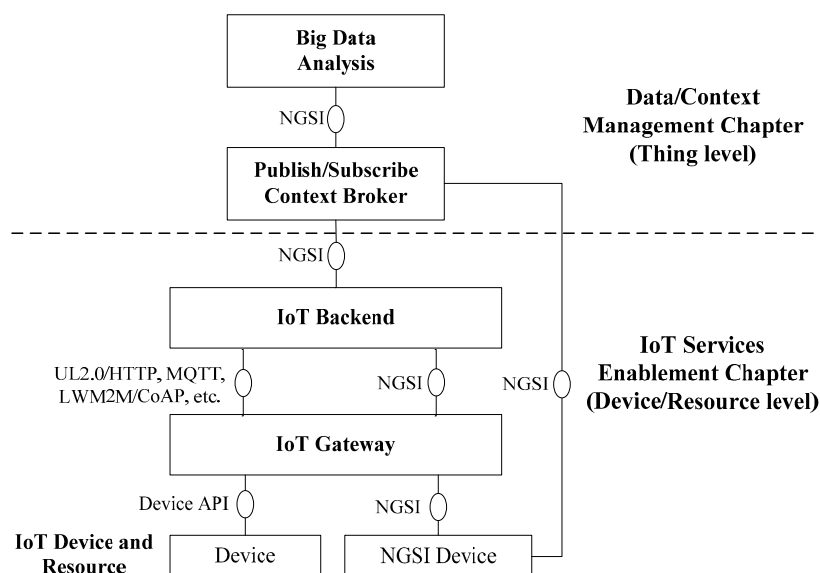 Big Data
Analysis
NGSI
Data/Context
Management Chapter
(Thing level)
Publish/Subscribe
Context Broker
NGSI
IoT Backend
IoT Services
Enablement Chapter
(Device/Resource level)
UL2.0/HTTP, MQTT,
LWM2M/CoAP, etc.
NGSI
NGSI
IoT Gateway
Device API
NGSI
IoT Device and
Resource
Device
NGSI Device